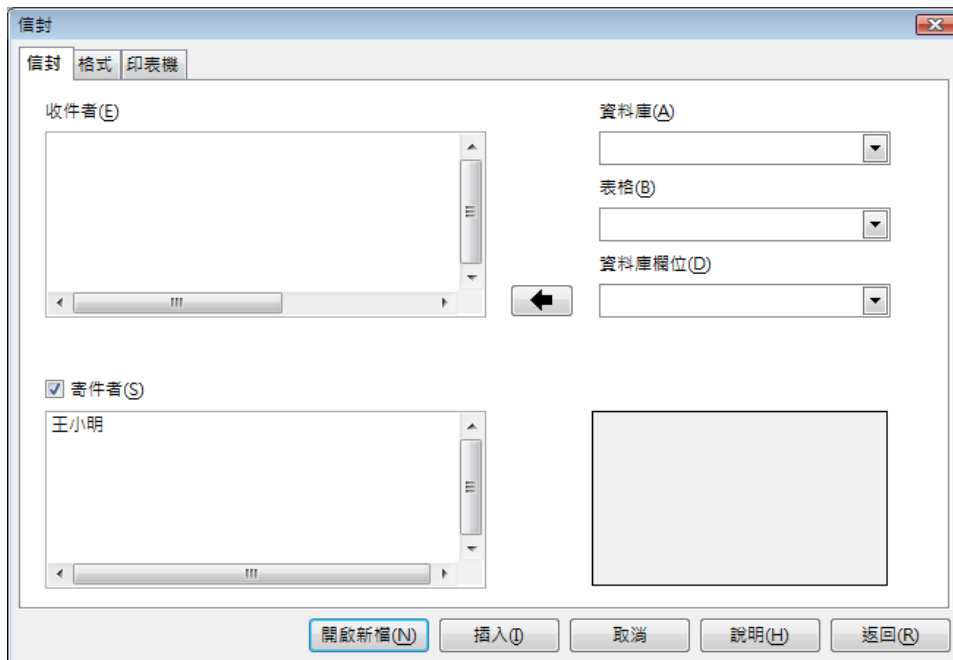 信封
信封 格式 印表機
收件者(E)
資料庫(A)
表格(B)
資料庫欄位(D)
寄件者(S)
王小明
開啟新檔(N) 插入(I) 取消 說明(H) 返回(R)